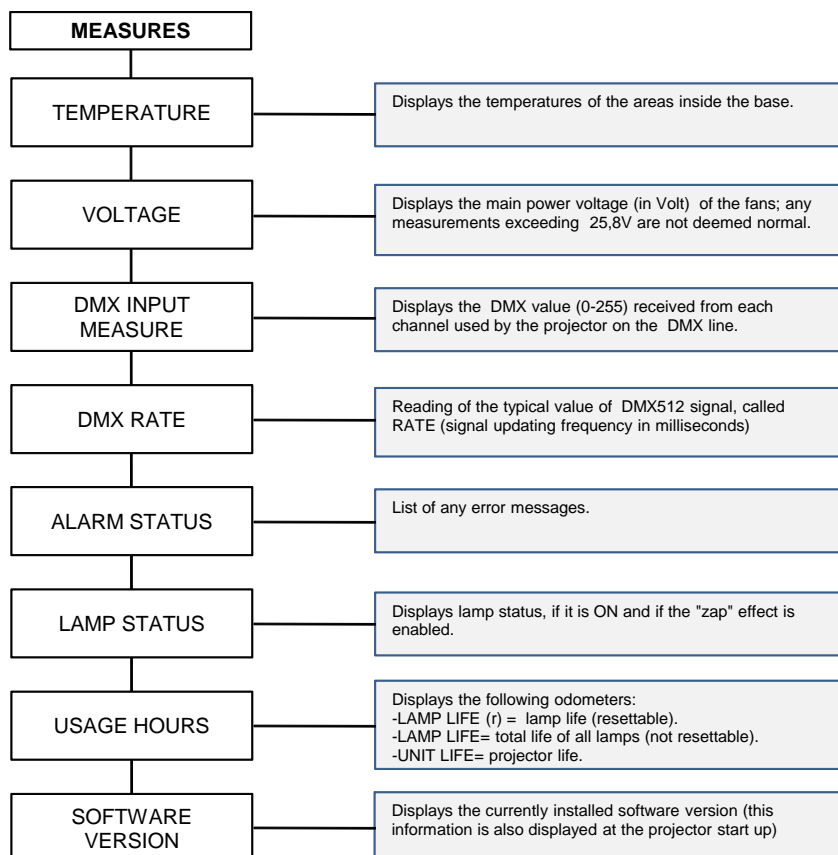 MEASURES
TEMPERATURE
Displays the temperatures of the areas inside the base.
VOLTAGE
Displays the main power voltage (in Volt) of the fans; any
measurements exceeding 25,8V are not deemed normal.
DMX INPUT
MEASURE
Displays the DMX value (0-255) received from each
channel used by the projector on the DMX line.
DMX RATE
Reading of the typical value of DMX512 signal, called
RATE (signal updating frequency in milliseconds)
ALARM STATUS
List of any error messages.
LAMP STATUS
Displays lamp status, if it is ON and if the "zap" effect is
enabled.
USAGE HOURS
Displays the following odometers:
-LAMP LIFE (r) = lamp life (resettable).
-LAMP LIFE= total life of all lamps (not resettable).
-UNIT LIFE= projector life.
SOFTWARE
VERSION
Displays the currently installed software version (this
information is also displayed at the projector start up)